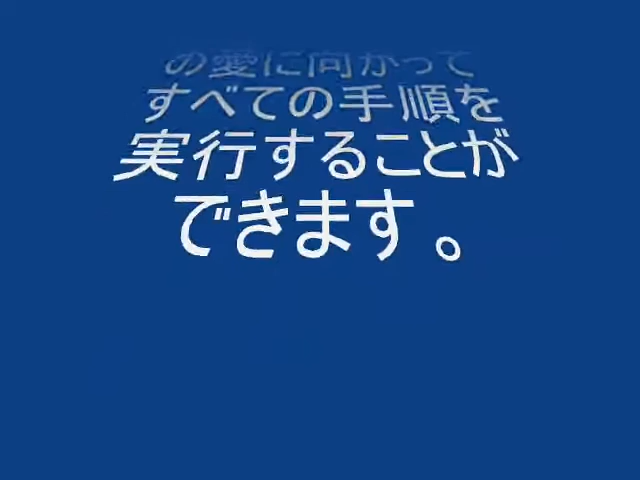 の愛に向かって
すべての手順を
実行することが
できます。